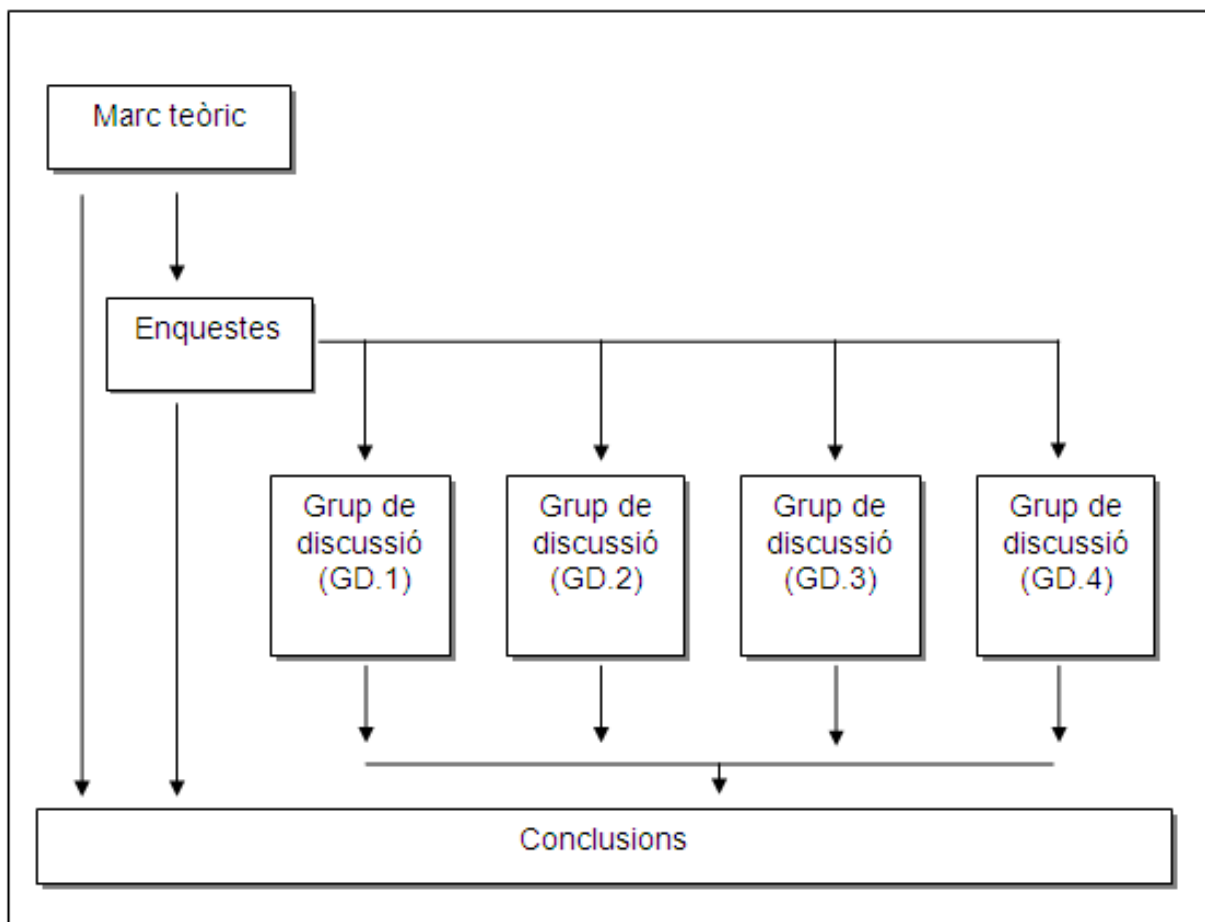 Marc teòric
Enquestes
Grup de
discussió
(GD.1)
Grup de
discussió
(GD.2)
Grup de
discussió
(GD.3)
Grup de
discussió
(GD.4)
Conclusions